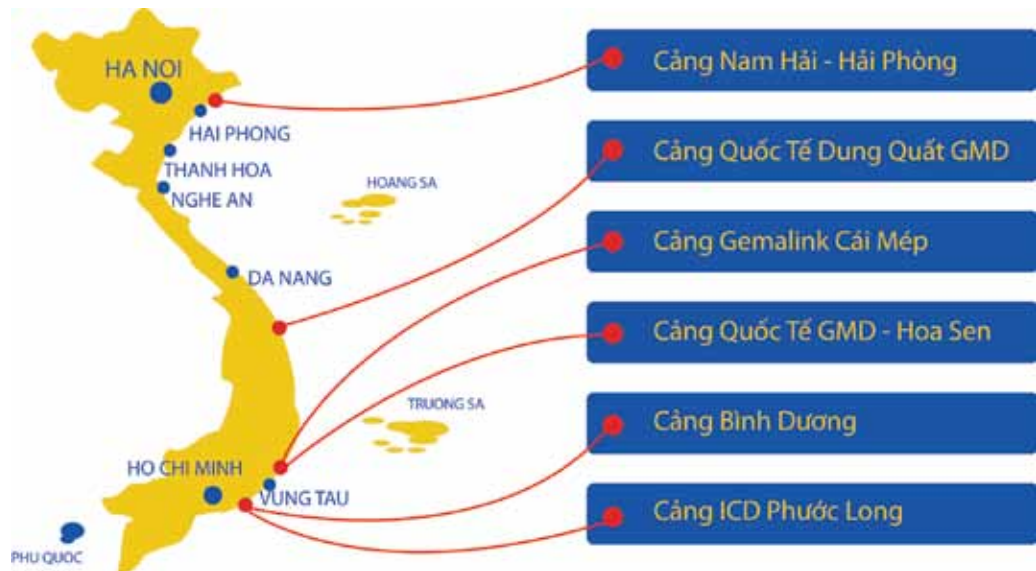 HA NOI
HAI PHONG
THANH HOA
NGHE AN
HOANG SA
DA NANG
TRUONG SA
HO CHI MINH
VUNG TAU
PHU QUOC
Cảng Nam Hải - Hải Phòng
Cảng Quốc Tế Dung Quất GMD
Cảng Gemalink Cái Mép
Cảng Quốc Tế GMD - Hoa Sen
Cảng Bình Dương
Cảng ICD Phước Long